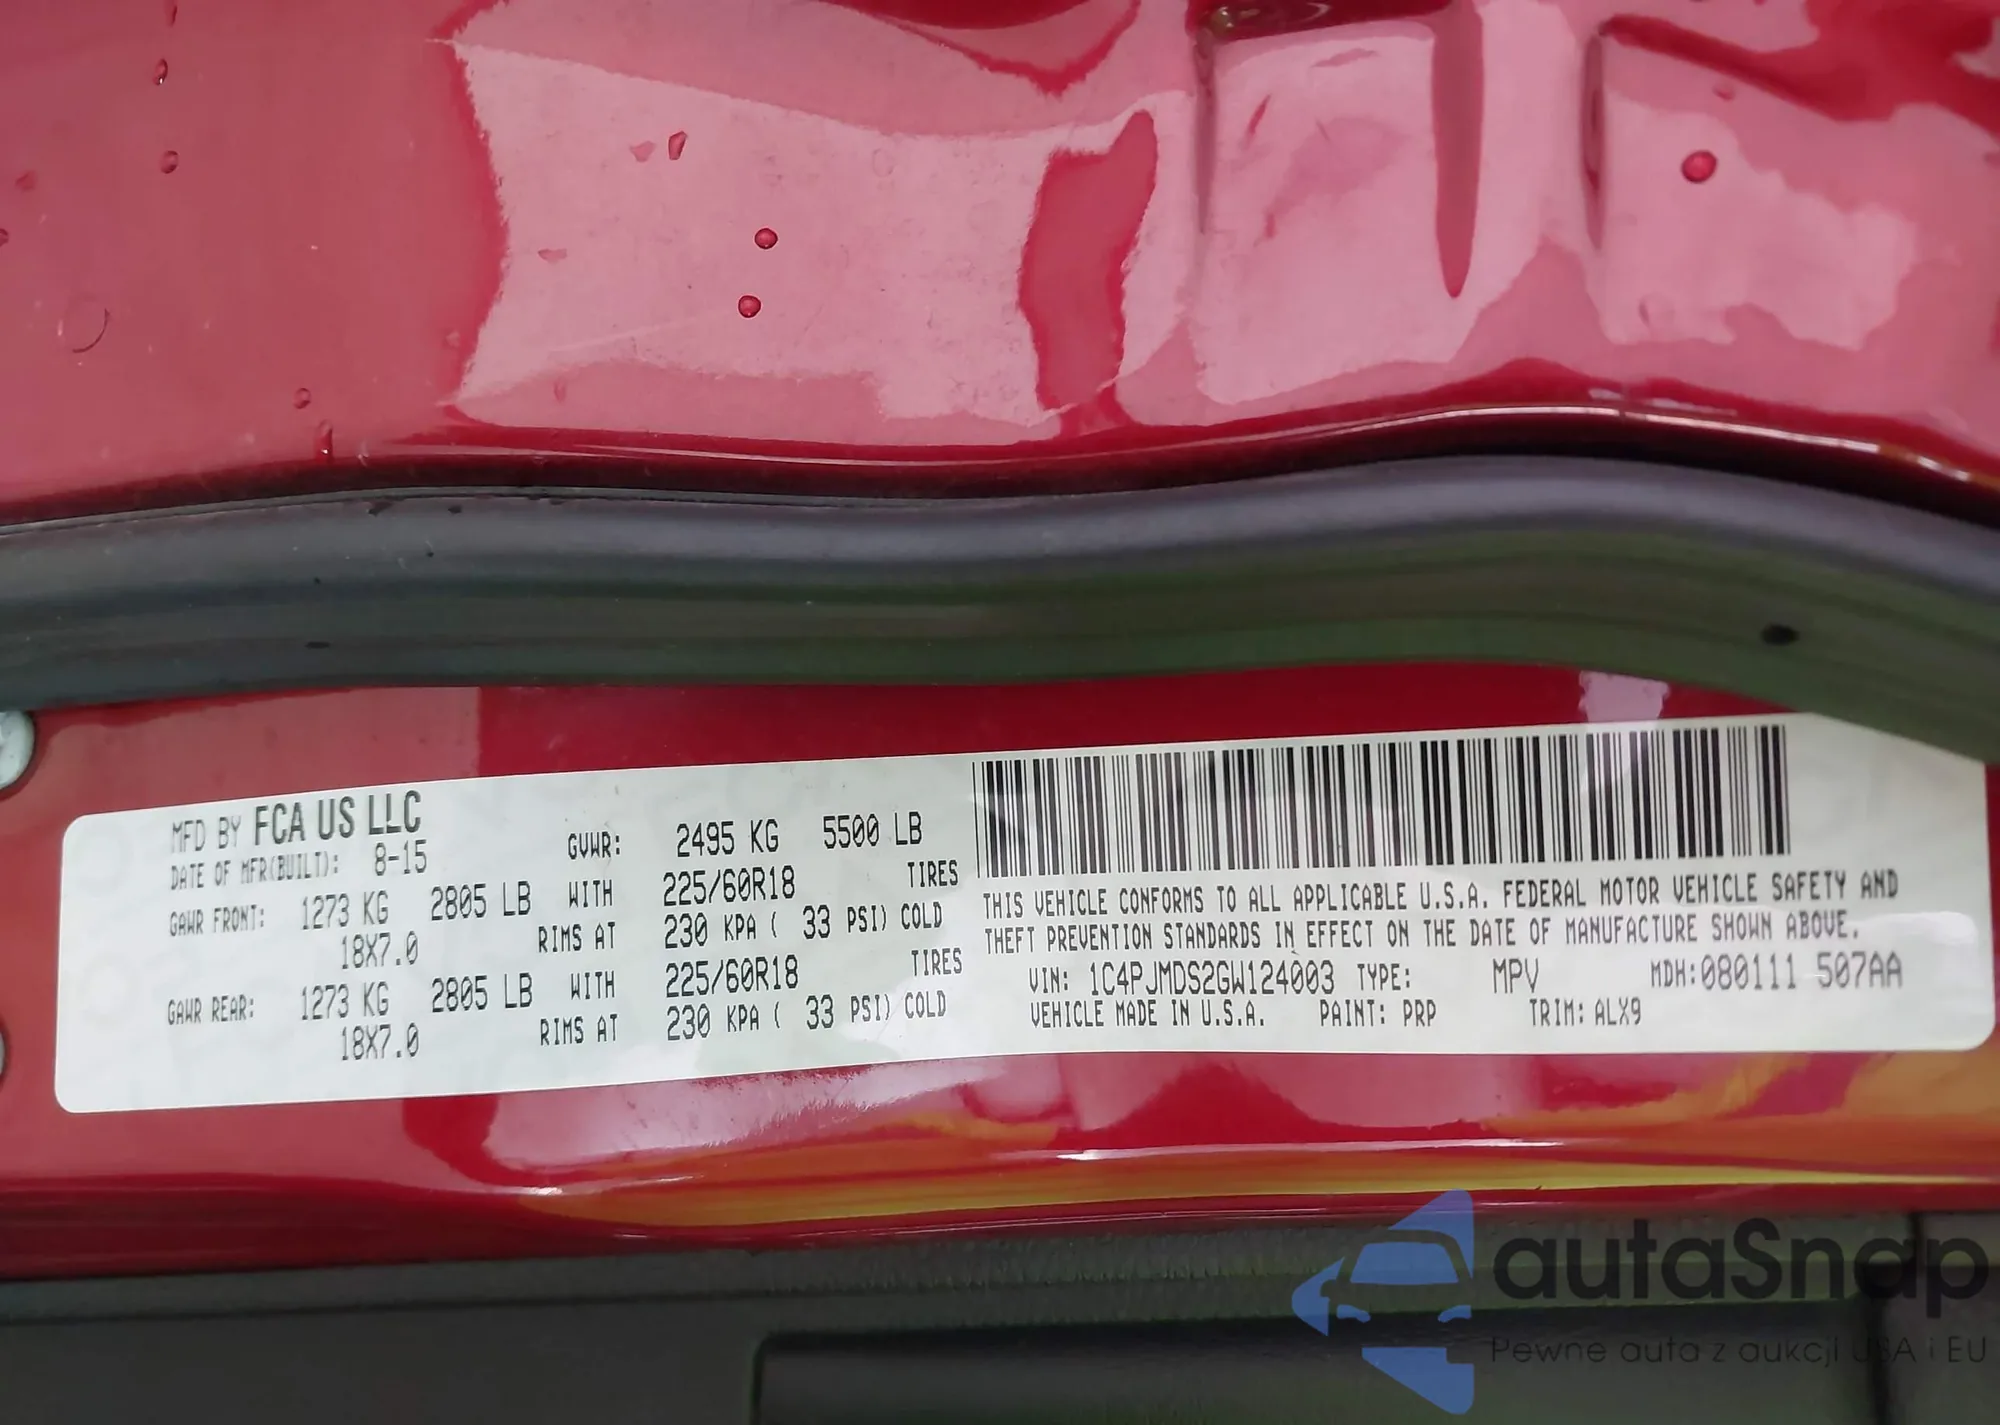 MFD BY FCA US LLC
DATE OF MFR(BUILT): 8-15
GVWR: 2495 KG 5500 LB
GAWR FRONT: 1273 KG 2805 LB WITH 225/60R18 TIRES
18X7.0 RIMS AT 230 KPA ( 33 PSI) COLD
GAWR REAR: 1273 KG 2805 LB WITH 225/60R18 TIRES
18X7.0 RIMS AT 230 KPA ( 33 PSI) COLD
THIS VEHICLE CONFORMS TO ALL APPLICABLE U.S.A. FEDERAL MOTOR VEHICLE SAFETY AND
THEFT PREVENTION STANDARDS IN EFFECT ON THE DATE OF MANUFACTURE SHOWN ABOVE.
VIN: 1C4PJMDS2GW124003 TYPE: MPV MDH:080111 507AA
VEHICLE MADE IN U.S.A. PAINT: PRP TRIM: ALX9
autaSnap
Pewne auta z aukcji USA i EU